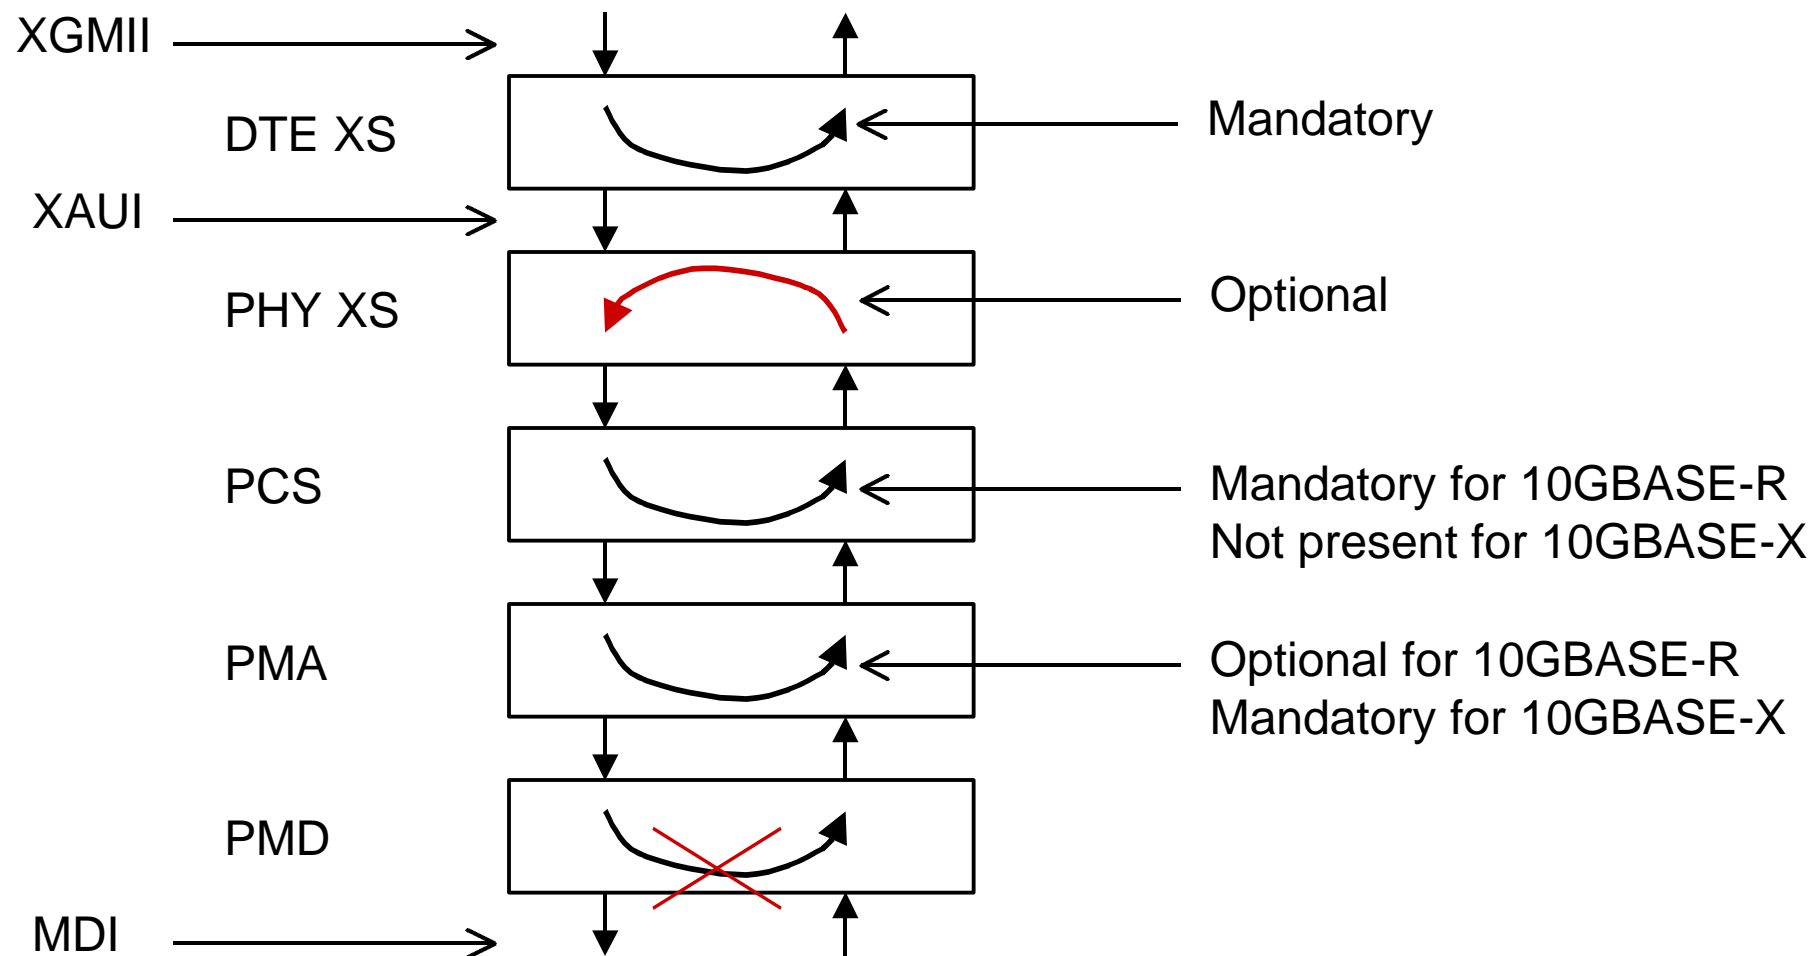 XGMII
DTE XS
Mandatory
XAUI
PHY XS
Optional
PCS
Mandatory for 10GBASE-R
Not present for 10GBASE-X
PMA
Optional for 10GBASE-R
Mandatory for 10GBASE-X
PMD
MDI